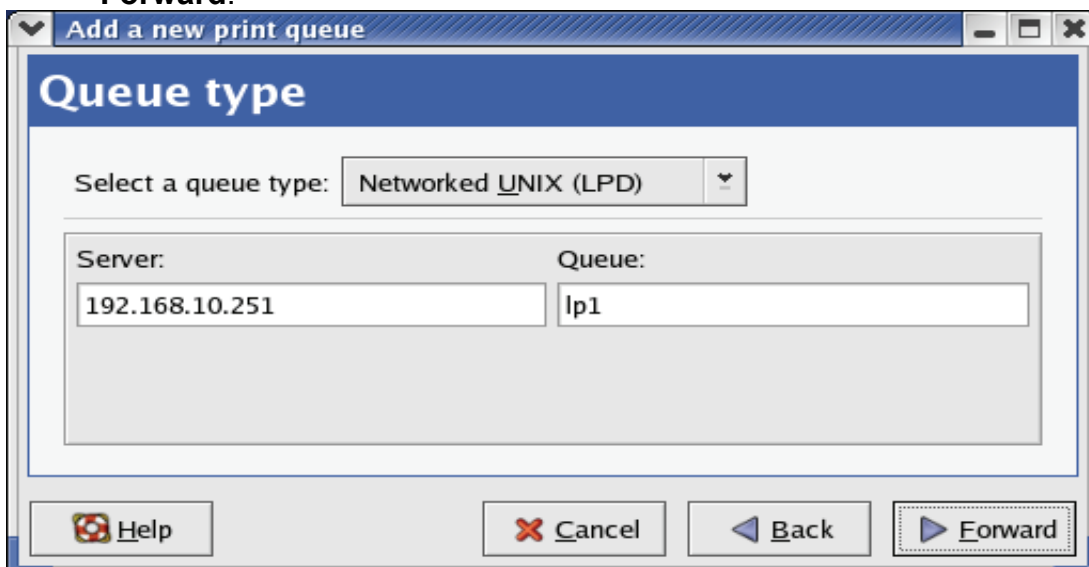 Forward.
Add a new print queue
Queue type
Select a queue type: Networked UNIX (LPD)
Server: Queue:
192.168.10.251 lp1
Help Cancel Back Forward